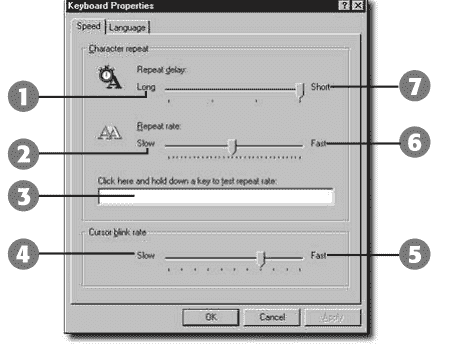 Keyboard Properties ? X
Speed Language
Character repeat
Repeat delay:
1 Long Short 7
Repeat rate:
2 Slow Fast 6
Click here and hold down a key to test repeat rate:
3
Cursor blink rate
4 Slow Fast 5
OK Cancel Apply